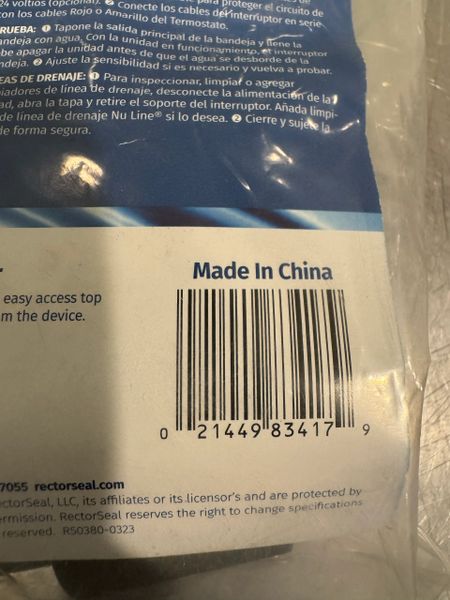 24 voltios (opcional). ❷ Conecte los cables del interruptor en serie
con los cables Rojo o Amarillo del Termostato.
PRUEBA: ❶ Tapone la salida principal de la bandeja y llene la
bandeja con agua. Con la unidad en funcionamiento, el interruptor
debe apagar la unidad antes de que el agua se desborde de la
bandeja. ❷ Ajuste la sensibilidad si es necesario y vuelva a probar.
EAS DE DRENAJE: ❶ Para inspeccionar, limpiar o agregar
piadores de línea de drenaje, desconecte la alimentación de la
ad, abra la tapa y retire el soporte del interruptor. Añada limpi-
de línea de drenaje Nu Line® si lo desea. ❷ Cierre y sujete la
de forma segura.
Made In China
easy access top
m the device.
0 21449 83417 9
7055 rectorseal.com
ectorSeal, LLC, its affiliates or its licensor's and are protected by
ermission. RectorSeal reserves the right to change specifications
reserved. R50380-0323